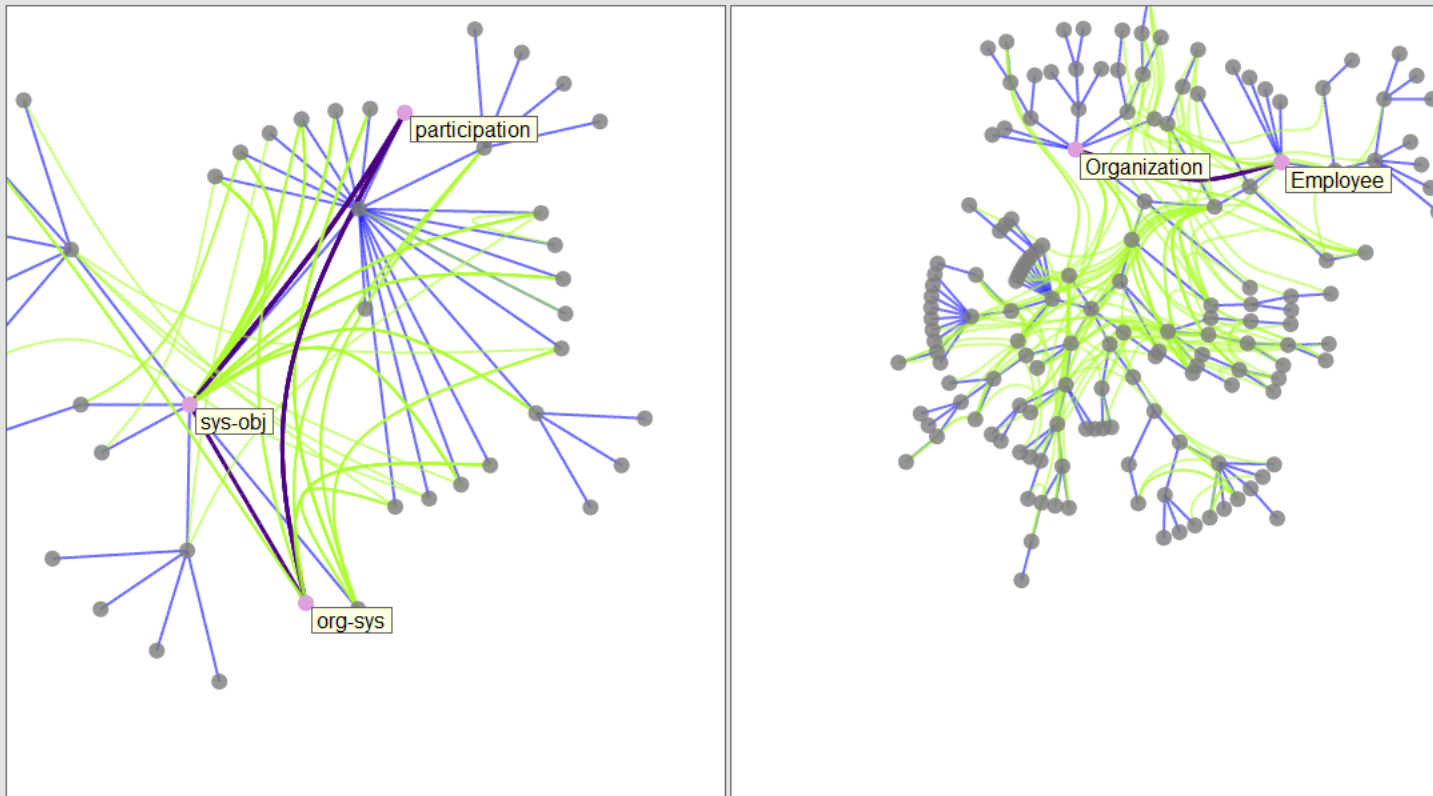 participation
sys-obj
org-sys
Organization
Employee